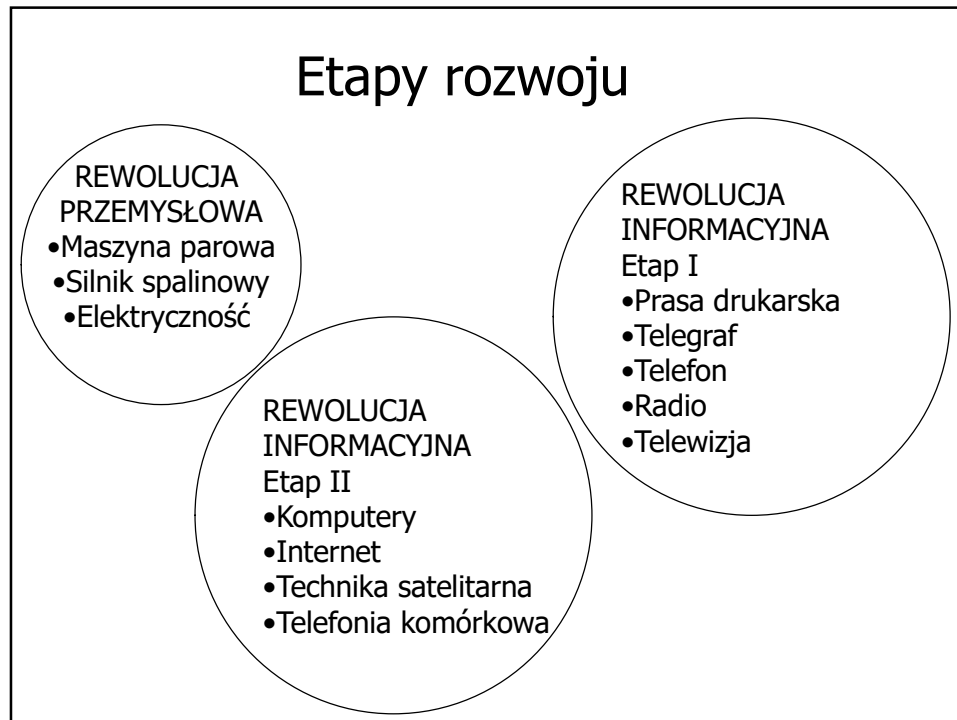 Etapy rozwoju
REWOLUCJA
PRZEMYSŁOWA
•Maszyna parowa
•Silnik spalinowy
•Elektryczność
REWOLUCJA
INFORMACYJNA
Etap I
•Prasa drukarska
•Telegraf
•Telefon
•Radio
•Telewizja
REWOLUCJA
INFORMACYJNA
Etap II
•Komputery
•Internet
•Technika satelitarna
•Telefonia komórkowa